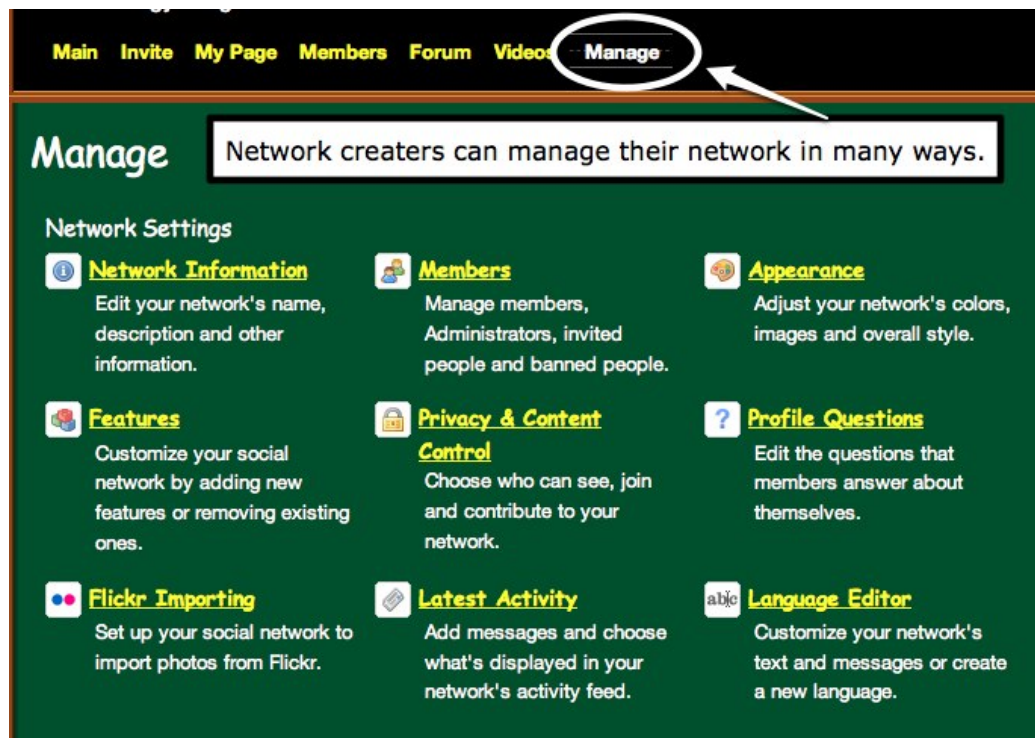 Main Invite My Page Members Forum Videos Manage
Manage
Network creaters can manage their network in many ways.
Network Settings
Network Information
Edit your network's name,
description and other
information.
Members
Manage members,
Administrators, invited
people and banned people.
Appearance
Adjust your network's colors,
images and overall style.
Features
Customize your social
network by adding new
features or removing existing
ones.
Privacy & Content
Control
Choose who can see, join
and contribute to your
network.
? Profile Questions
Edit the questions that
members answer about
themselves.
Flickr Importing
Set up your social network to
import photos from Flickr.
Latest Activity
Add messages and choose
what's displayed in your
network's activity feed.
abc Language Editor
Customize your network's
text and messages or create
a new language.